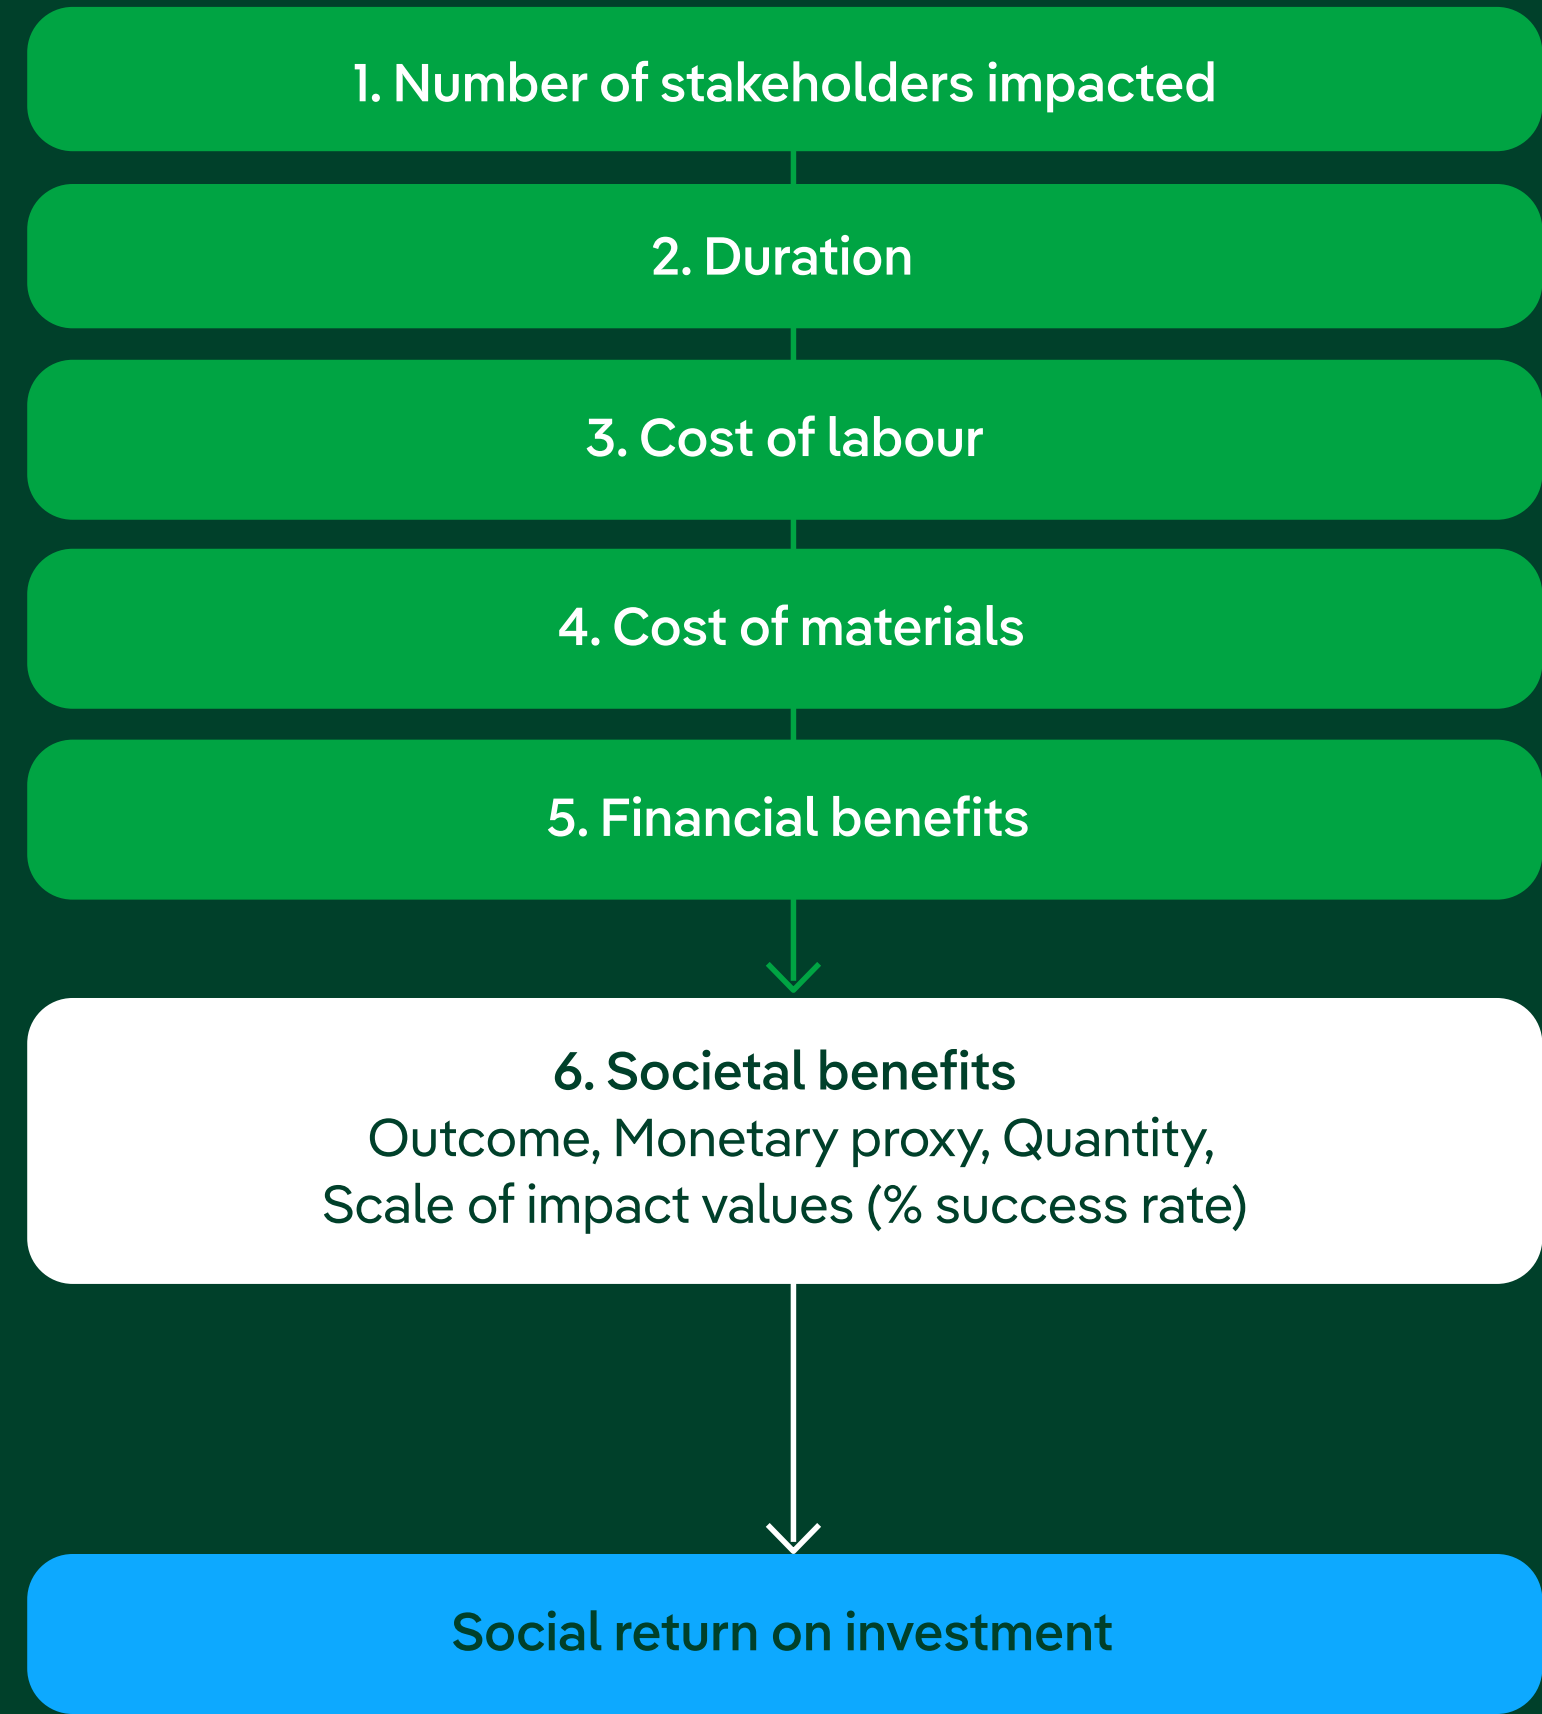 1. Number of stakeholders impacted
2. Duration
3. Cost of labour
4. Cost of materials
5. Financial benefits
6. Societal benefits
Outcome, Monetary proxy, Quantity,
Scale of impact values (% success rate)
Social return on investment